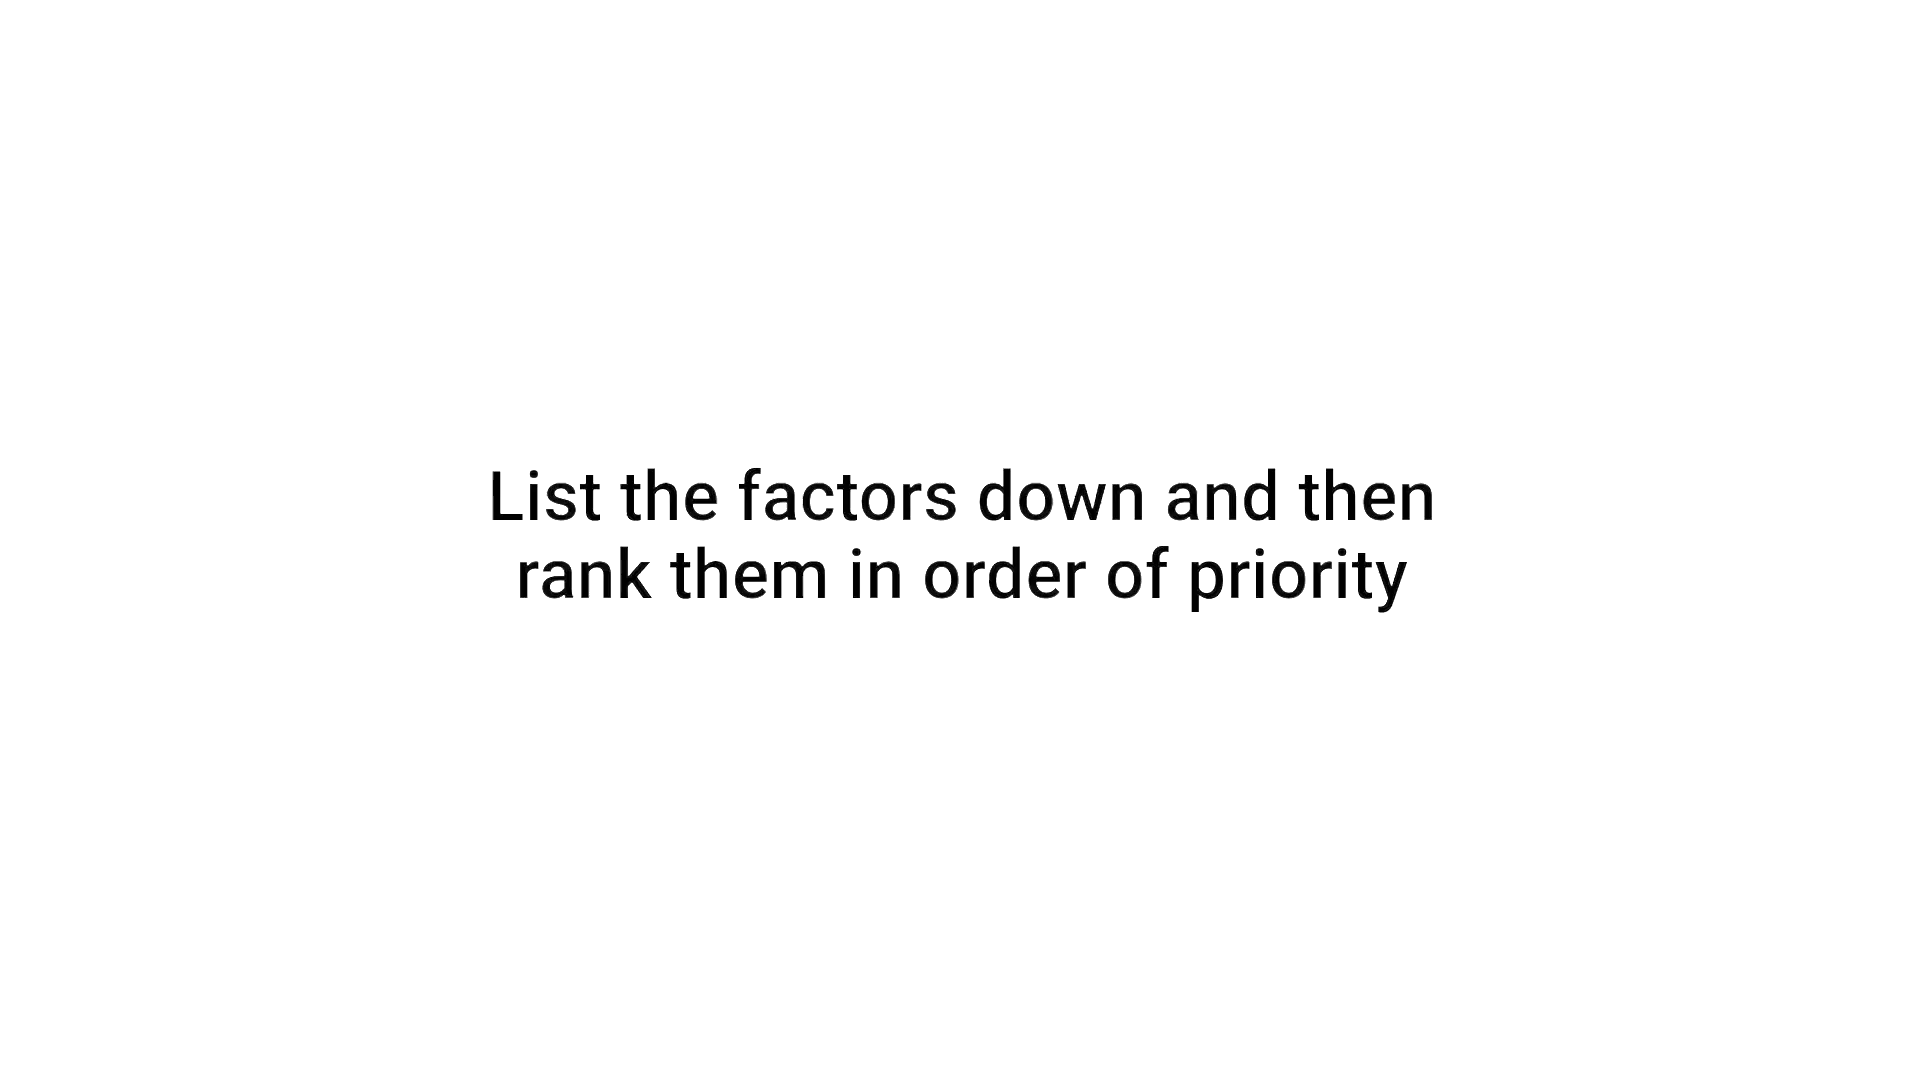 List the factors down and then
rank them in order of priority